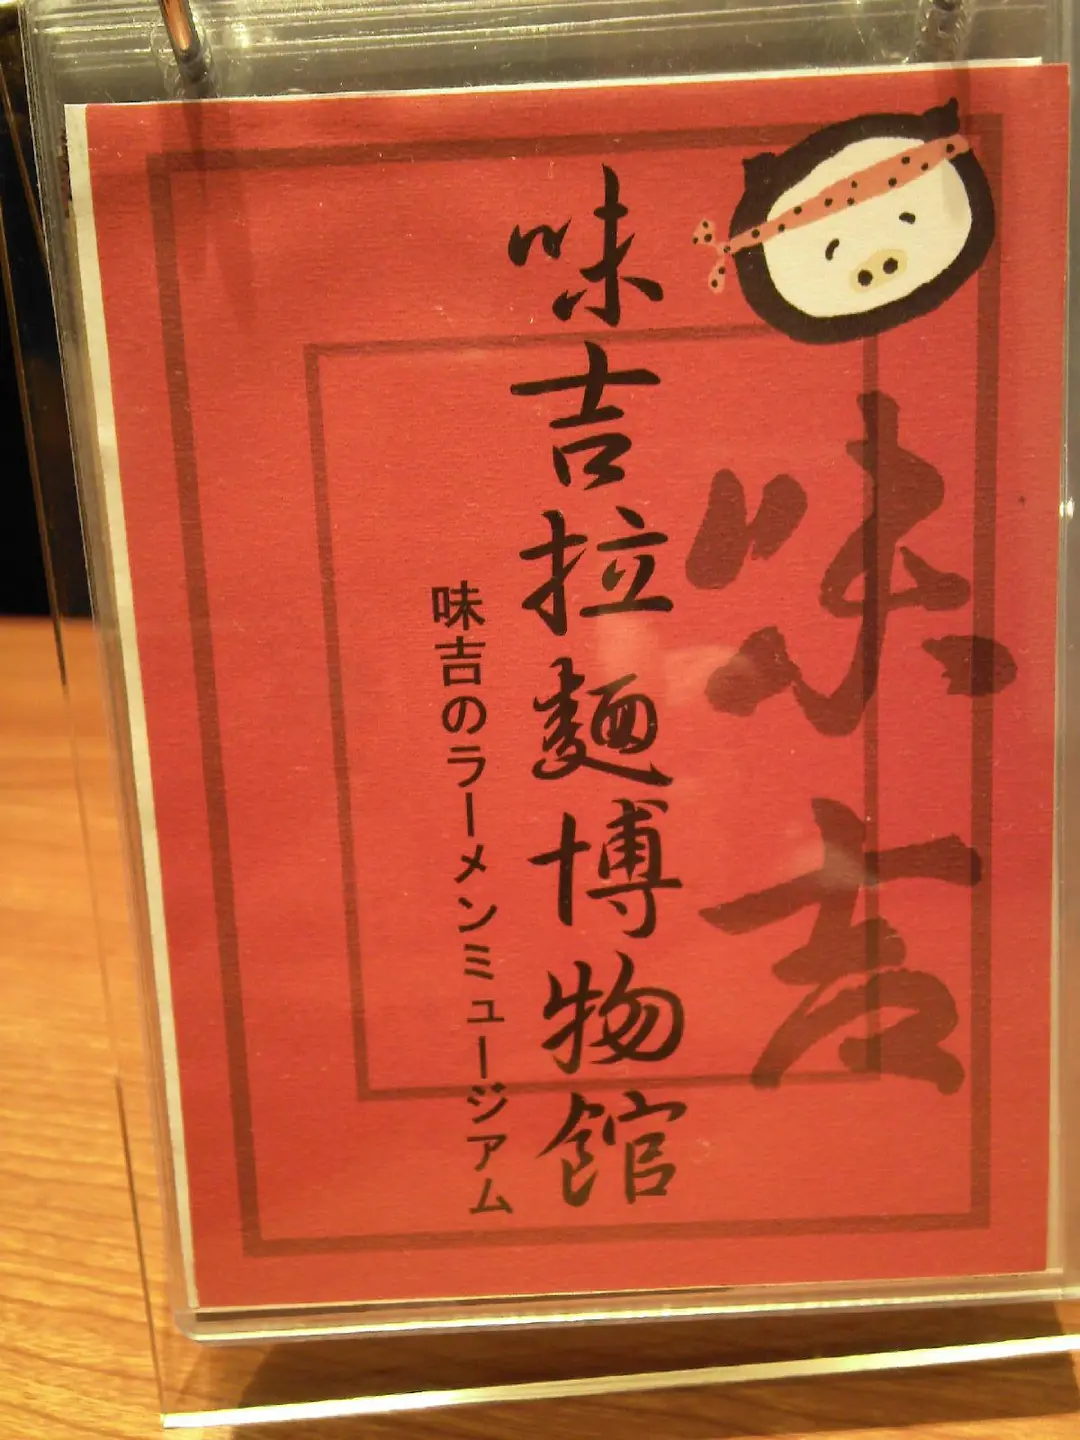 味吉
味吉拉麵博物館
味吉のラーメンミュージアム